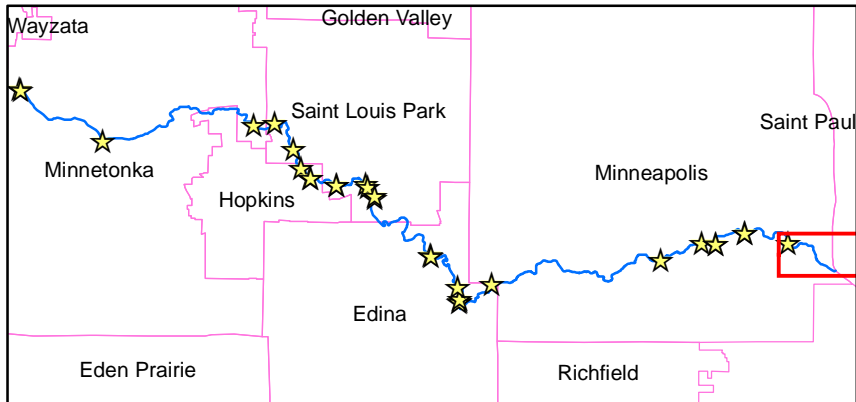 Golden Valley
Wayzata
Saint Louis Park
Saint Paul
Minnetonka
Minneapolis
Hopkins
Edina
Eden Prairie
Richfield